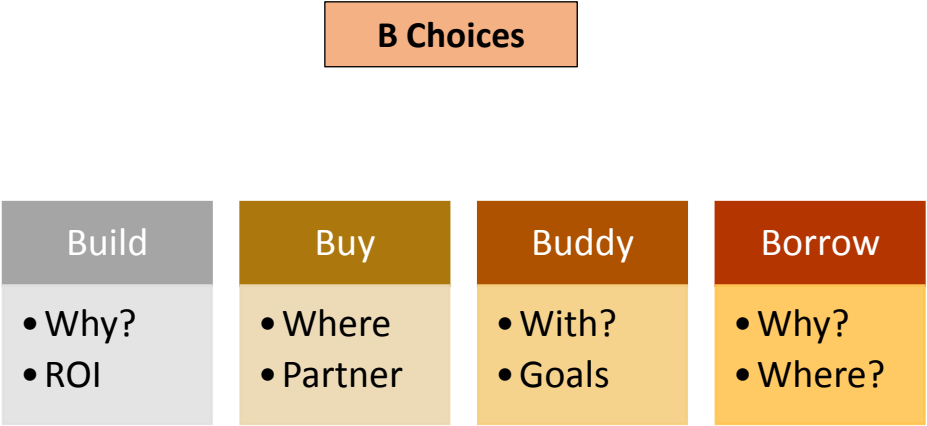 B Choices
Build
• Why?
• ROI
Buy
• Where
• Partner
Buddy
• With?
• Goals
Borrow
• Why?
• Where?